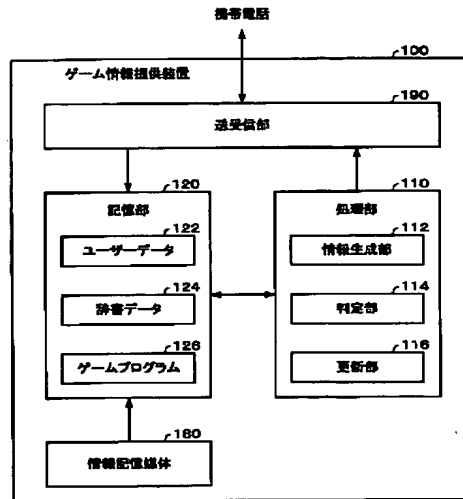 携帯電話
100
ゲーム情報提供装置
190
送受信部
120
記憶部
122
ユーザーデータ
124
辞書データ
126
ゲームプログラム
110
処理部
112
情報生成部
114
判定部
116
更新部
180
情報記憶媒体